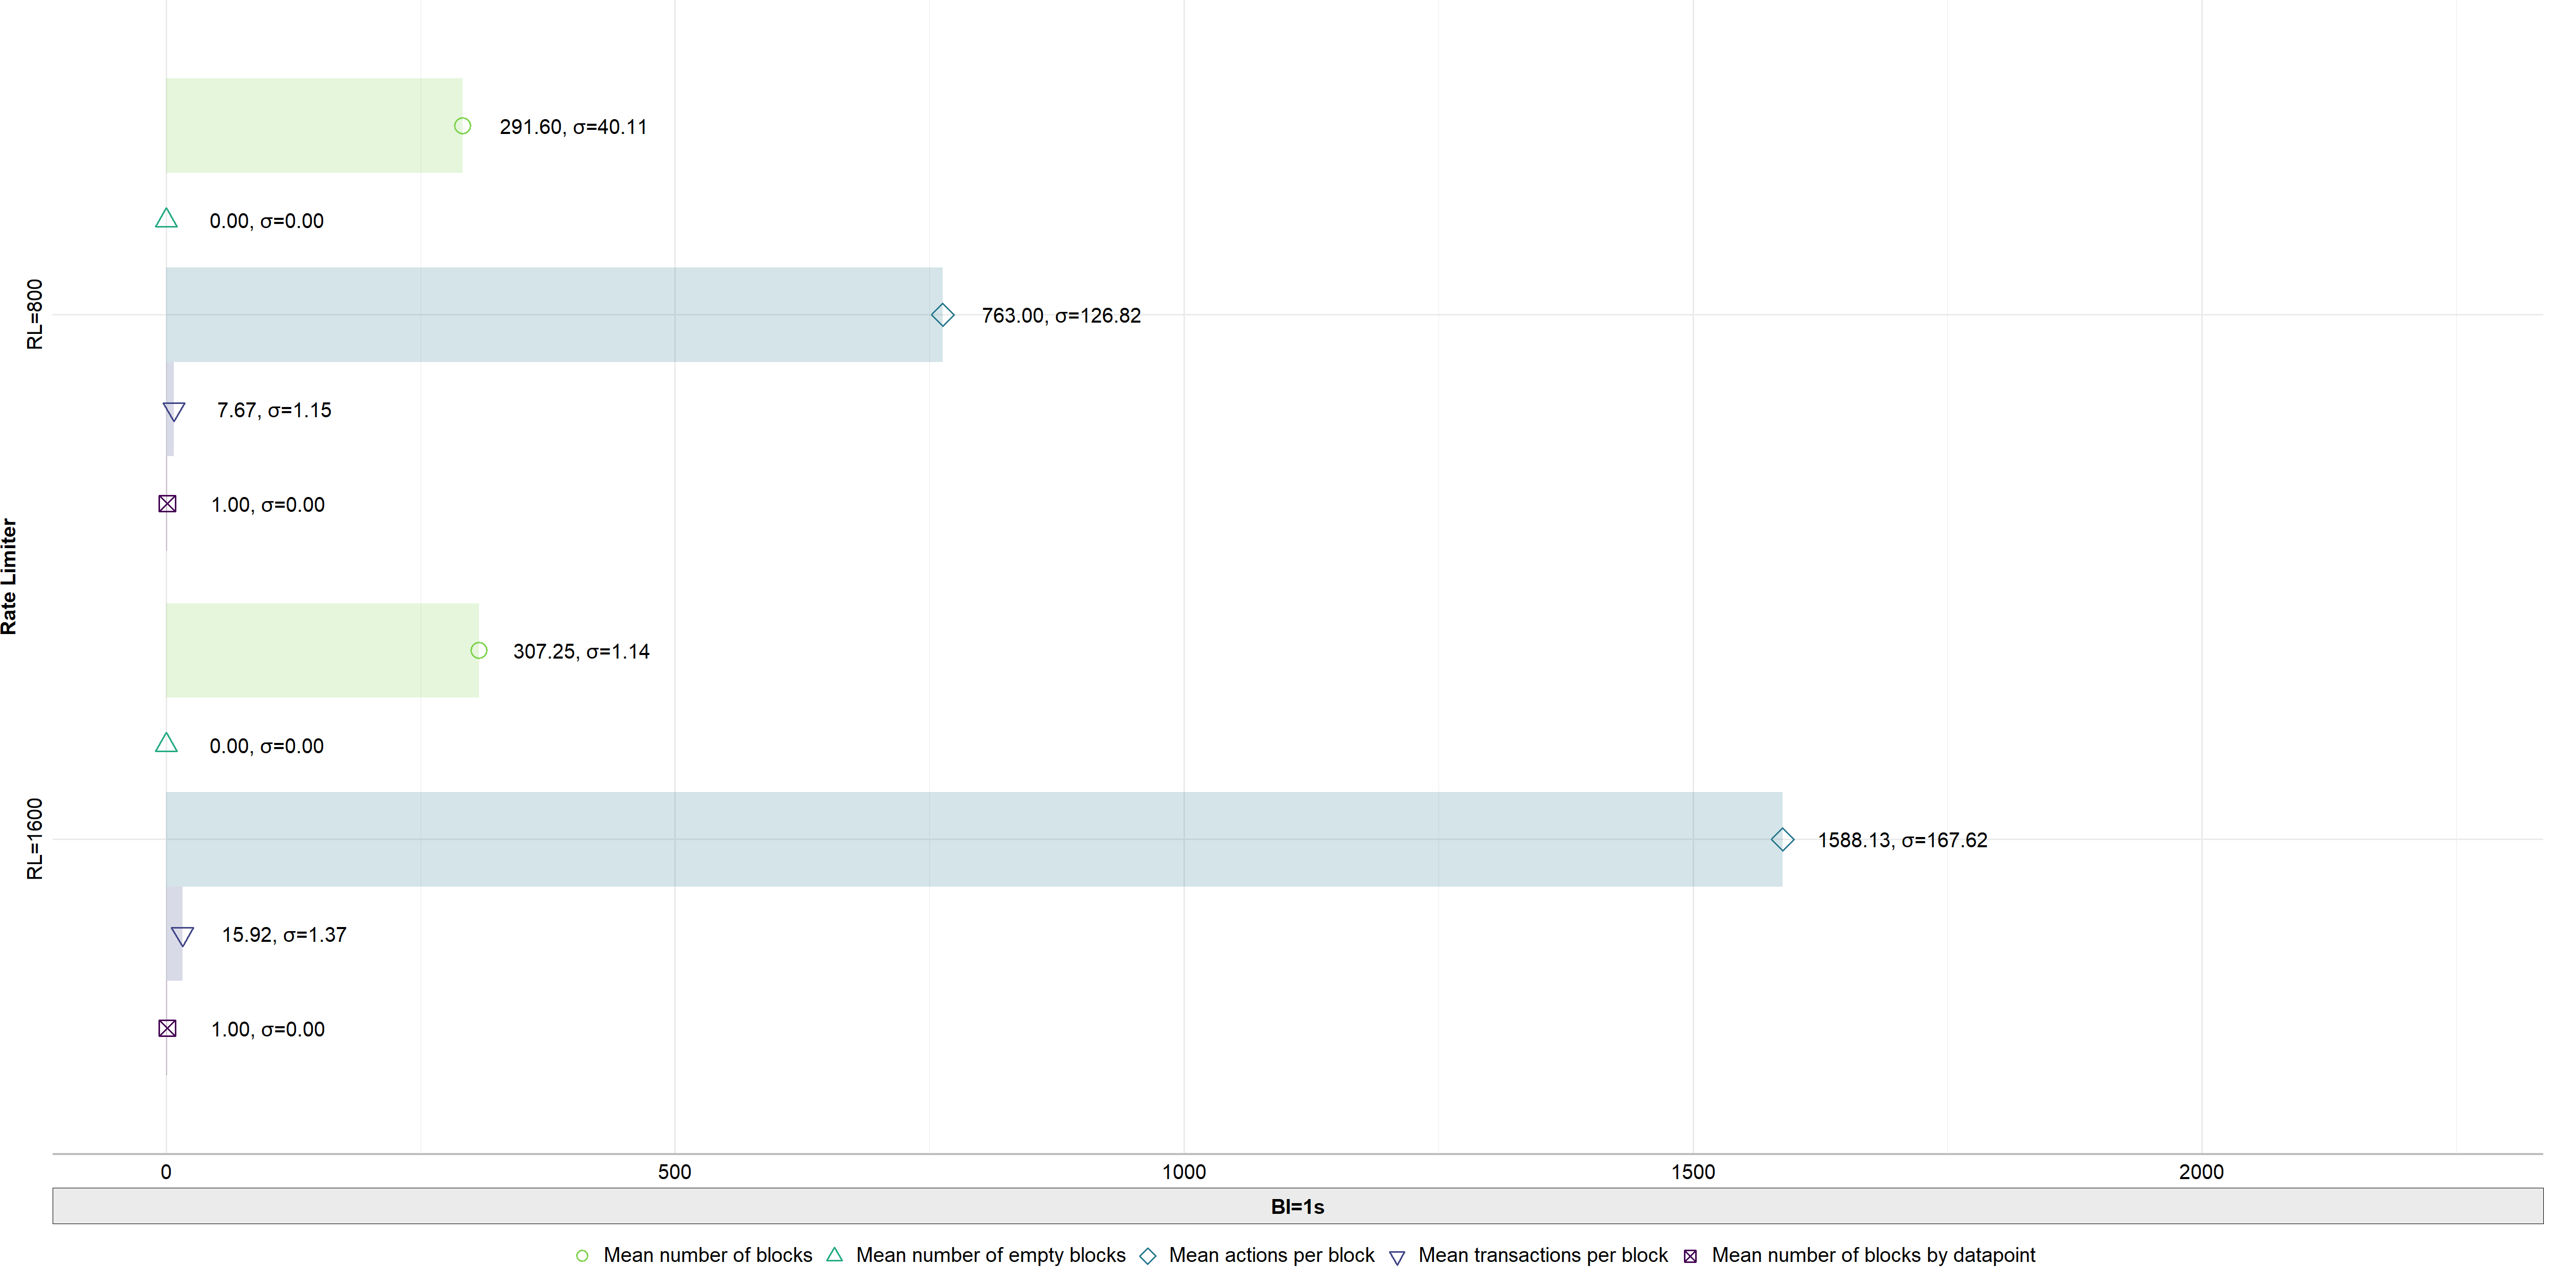 291.60, σ=40.11
0.00, σ=0.00
RL=800
763.00, σ=126.82
7.67, σ=1.15
1.00, σ=0.00
Rate Limiter
307.25, σ=1.14
0.00, σ=0.00
RL=1600
1588.13, σ=167.62
15.92, σ=1.37
1.00, σ=0.00
0 500 1000 1500 2000
BI=1s
Mean number of blocks Mean number of empty blocks Mean actions per block Mean transactions per block Mean number of blocks by datapoint